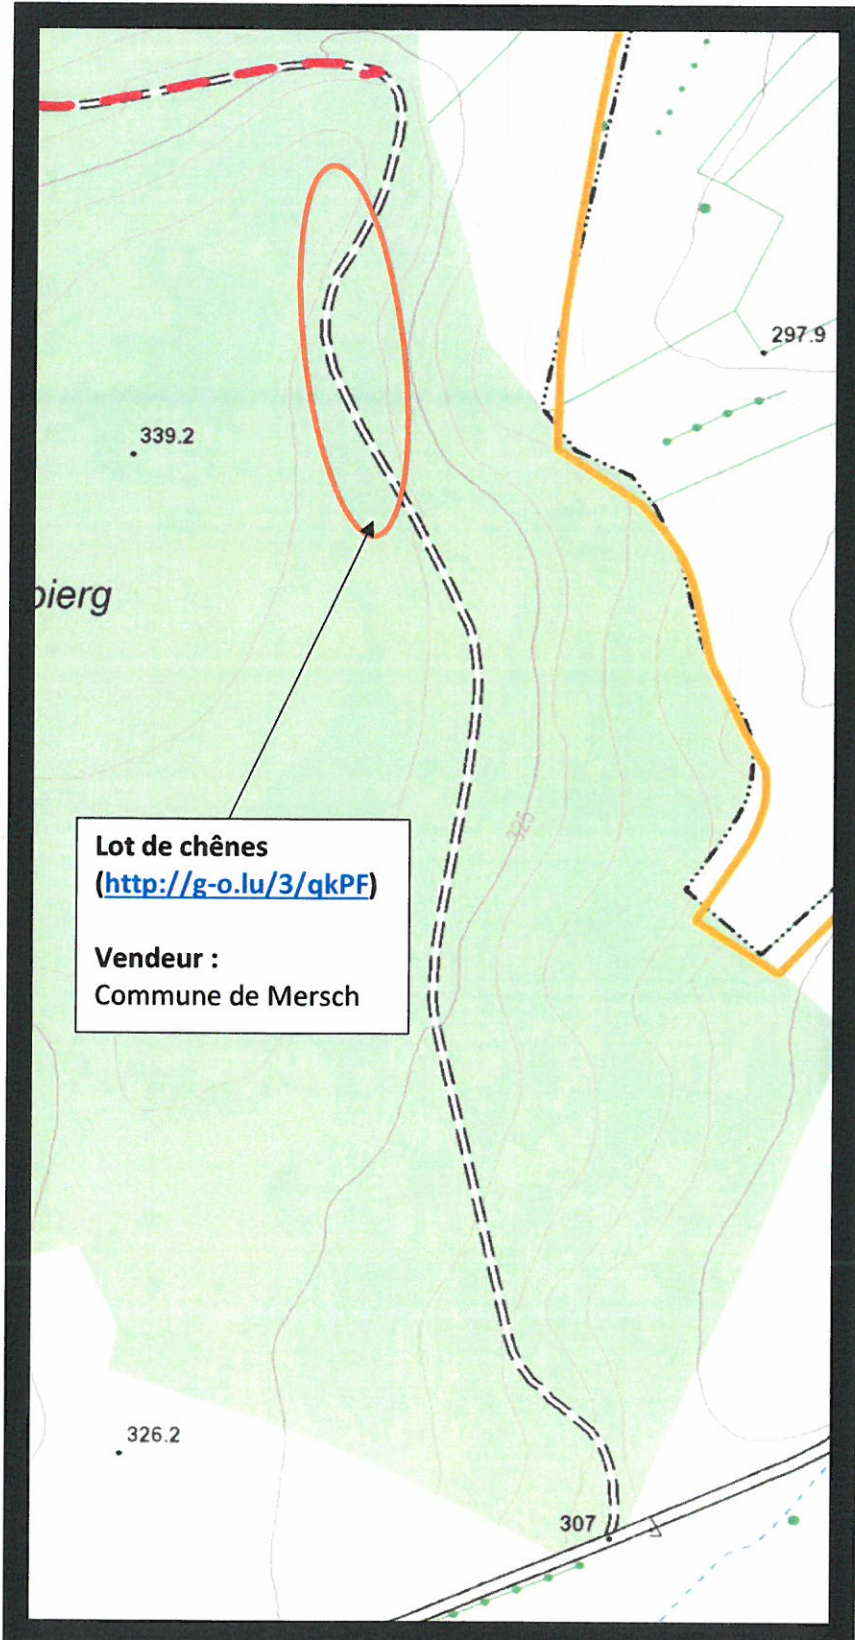 297.9
339.2
bierg
325
Lot de chênes
(http://g-o.lu/3/qkPF)
Vendeur :
Commune de Mersch
326.2
307